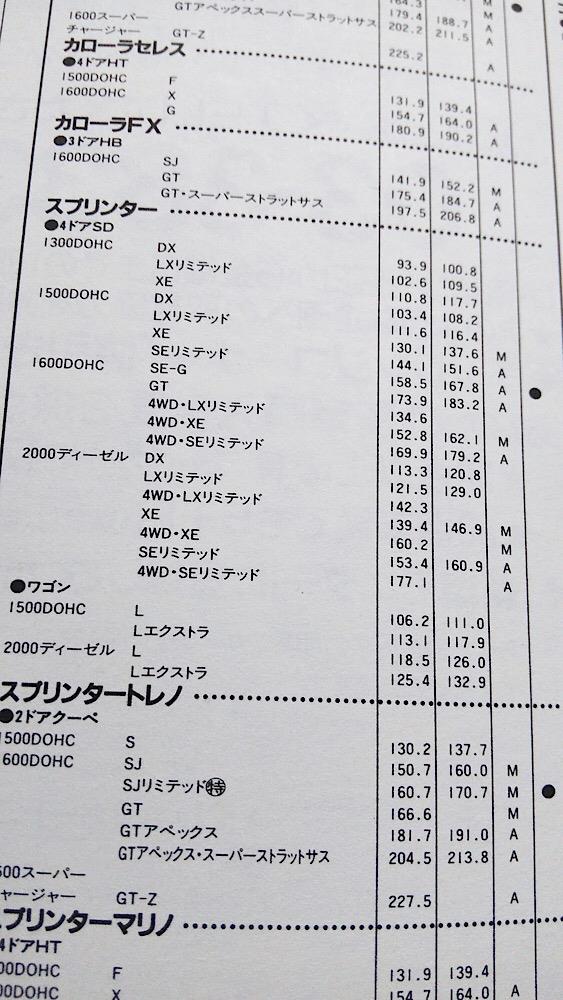 164.3 M ●
179.4 188.7 A
GTアペックススーパーストラットサス 202.2 211.5 A
1600スーパー
チャージャー GT-Z 225.2 A
カローラセレス
●4ドアHT
1500DOHC F 131.9 139.4
1600DOHC X 154.7 164.0 A
G 180.9 190.2 A
カローラFX
●3ドアHB
1600DOHC SJ 141.9 152.2 M
GT 175.4 184.7 A
GT・スーパーストラットサス 197.5 206.8 A
スプリンター
●4ドアSD
1300DOHC DX 93.9 100.8
LXリミテッド 102.6 109.5
XE 110.8 117.7
1500DOHC DX 103.4 108.2
LXリミテッド 111.6 116.4
XE 130.1 137.6 M
SEリミテッド 144.1 151.6 A
1600DOHC SE-G 158.5 167.8 A ●
GT 173.9 183.2 A
4WD・LXリミテッド 134.6
4WD・XE 152.8 162.1 M
4WD・SEリミテッド 169.9 179.2 A
2000ディーゼル DX 113.3 120.8
LXリミテッド 121.5 129.0
4WD・LXリミテッド 142.3
XE 139.4 146.9 M
4WD・XE 160.2 M
SEリミテッド 153.4 160.9 A
4WD・SEリミテッド 177.1 A
●ワゴン
1500DOHC L 106.2 111.0
Lエクストラ 113.1 117.9
2000ディーゼル L 118.5 126.0
Lエクストラ 125.4 132.9
スプリンタートレノ
●2ドアクーペ
1500DOHC S 130.2 137.7
600DOHC SJ 150.7 160.0 M
SJリミテッド㊕ 160.7 170.7 M ●
GT 166.6 M
GTアペックス 181.7 191.0 A
GTアペックス・スーパーストラットサス 204.5 213.8 A
600スーパー
ャージャー GT-Z 227.5 A
スプリンターマリノ
4ドアHT
00DOHC F 131.9 139.4
00DOHC X 154.7 164.0 A